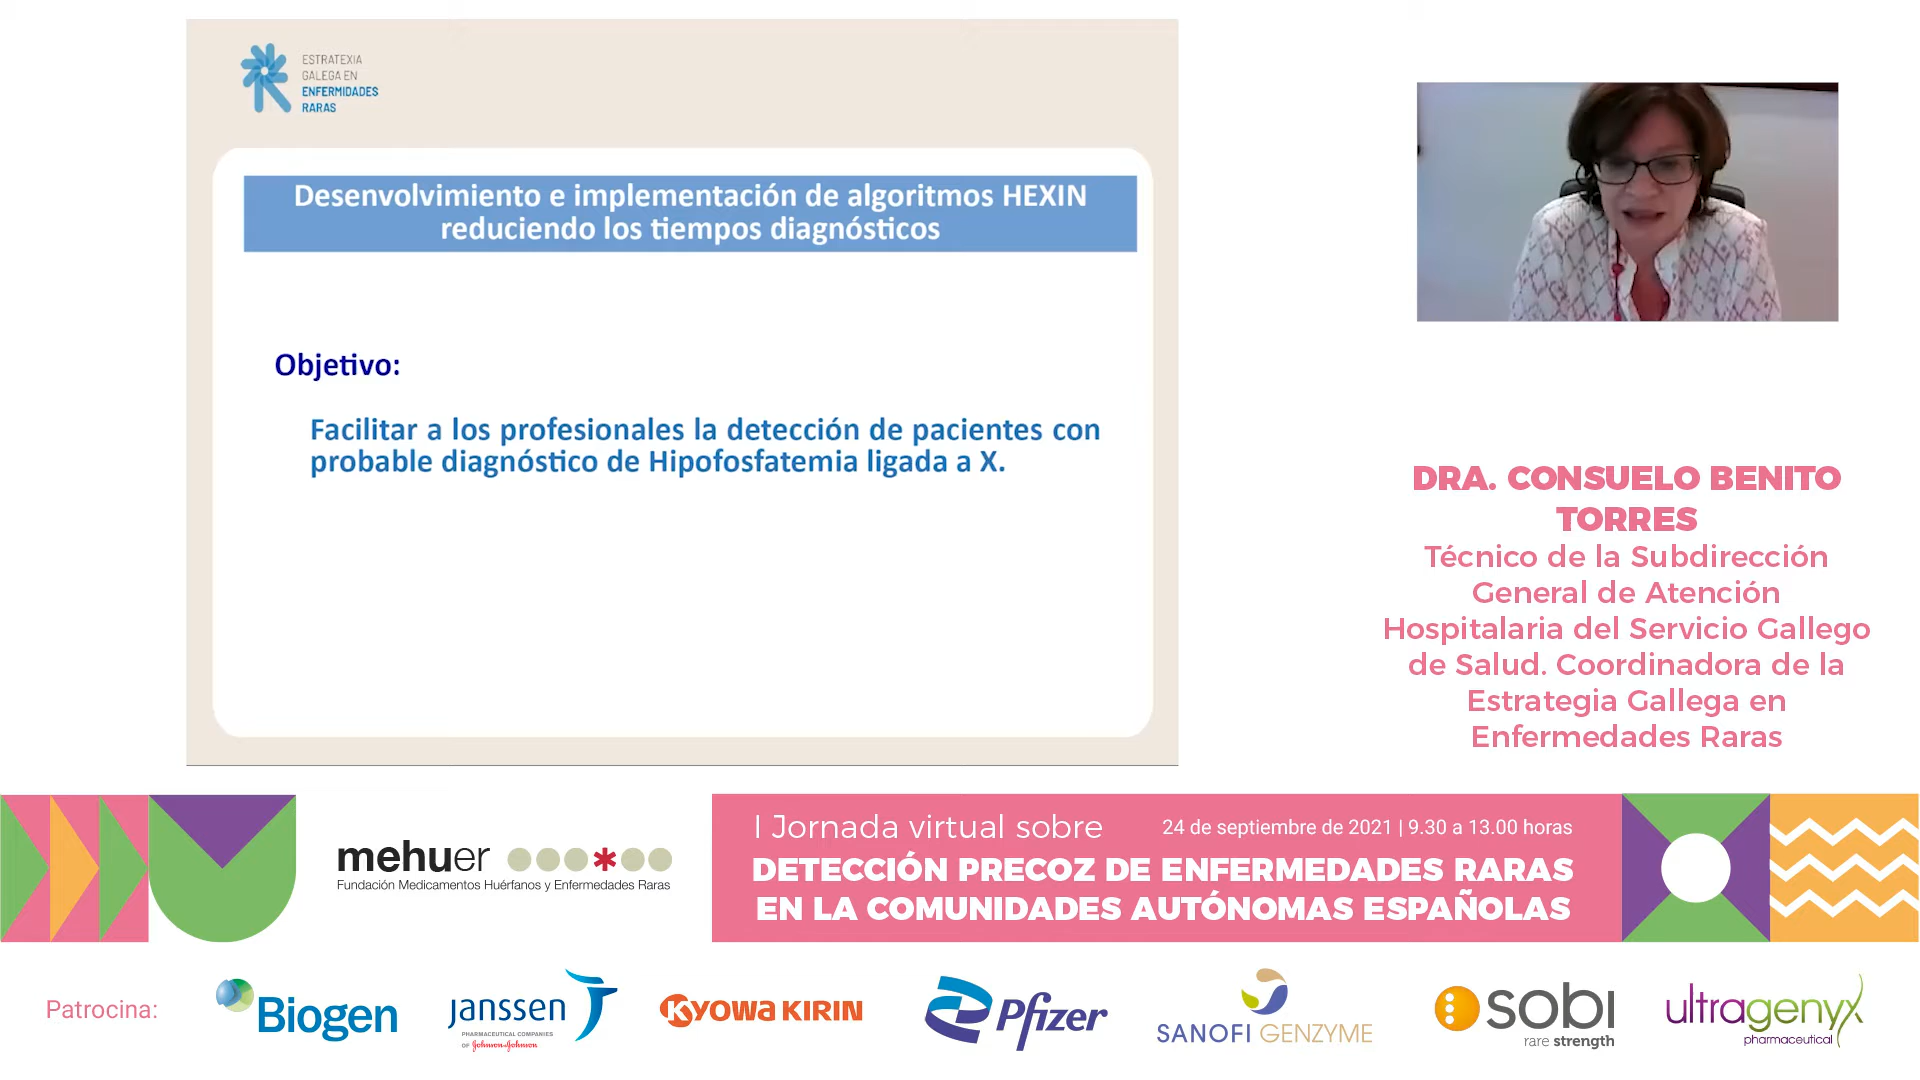 ESTRATEXIA
GALEGA EN
ENFERMIDADES
RARAS
Desenvolvimiento e implementación de algoritmos HEXIN
reduciendo los tiempos diagnósticos
Objetivo:
Facilitar a los profesionales la detección de pacientes con
probable diagnóstico de Hipofosfatemia ligada a X.
DRA. CONSUELO BENITO
TORRES
Técnico de la Subdirección
General de Atención
Hospitalaria del Servicio Gallego
de Salud. Coordinadora de la
Estrategia Gallega en
Enfermedades Raras
mehuer
Fundación Medicamentos Huérfanos y Enfermedades Raras
I Jornada virtual sobre
24 de septiembre de 2021 | 9.30 a 13.00 horas
DETECCIÓN PRECOZ DE ENFERMEDADES RARAS
EN LA COMUNIDADES AUTÓNOMAS ESPAÑOLAS
Patrocina:
Biogen
janssen
PHARMACEUTICAL COMPANIES
OF Johnson & Johnson
KYOWA KIRIN
Pfizer
SANOFI GENZYME
sobi
rare strength
ultragenyx
pharmaceutical